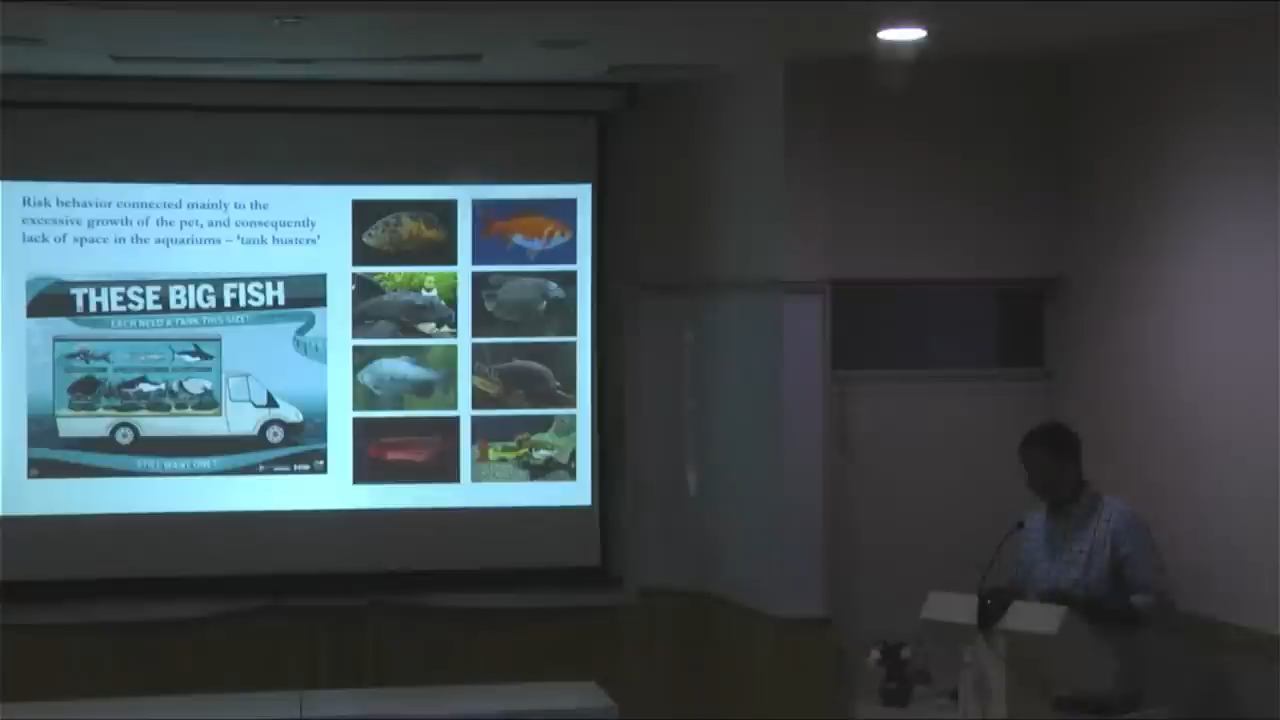 Risk behavior connected mainly to the
excessive growth of the pet, and consequently
lack of space in the aquariums – 'tank busters'
THESE BIG FISH
EACH NEED A TANK THIS SIZE!
STILL WANT ONE?